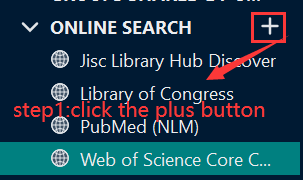 ONLINE SEARCH
Jisc Library Hub Discover
Library of Congress
step1:click the plus button
PubMed (NLM)
Web of Science Core C...